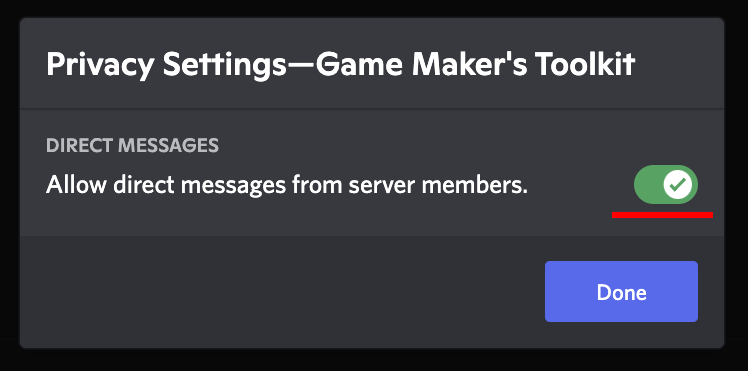 Privacy Settings—Game Maker's Toolkit
DIRECT MESSAGES
Allow direct messages from server members.
Done